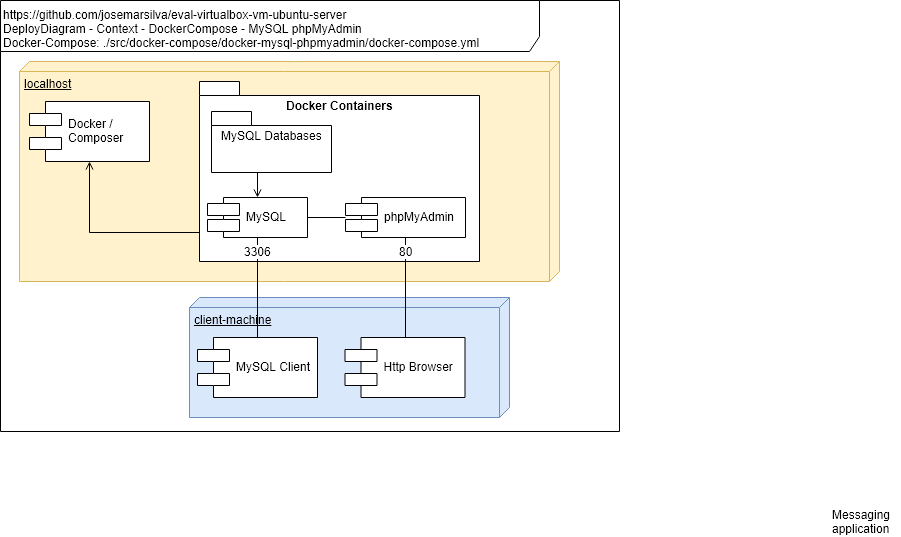 https://github.com/josemarsilva/eval-virtualbox-vm-ubuntu-server
DeployDiagram - Context - DockerCompose - MySQL phpMyAdmin
Docker-Compose: ./src/docker-compose/docker-mysql-phpmyadmin/docker-compose.yml
localhost
Docker Containers
Docker /
Composer
MySQL Databases
MySQL
phpMyAdmin
3306
80
client-machine
MySQL Client
Http Browser
Messaging
application